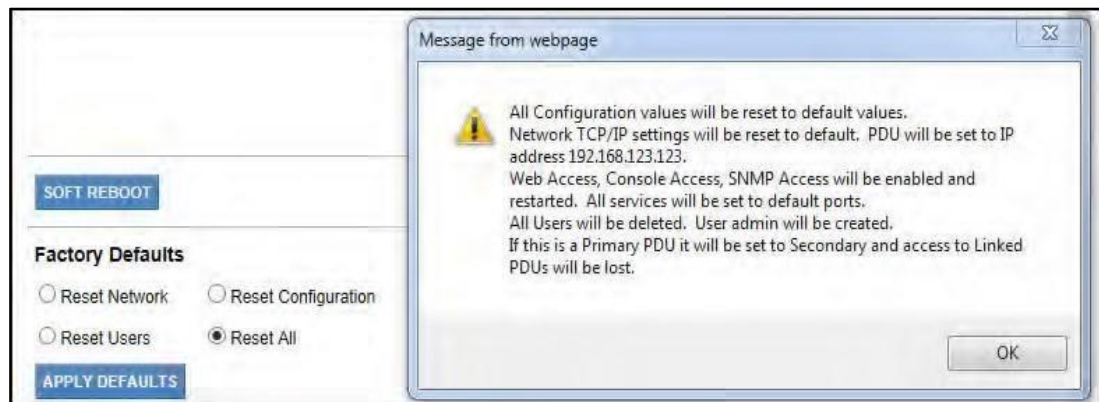 SOFT REBOOT
Factory Defaults
Reset Network
Reset Configuration
Reset Users
Reset All
APPLY DEFAULTS
Message from webpage
All Configuration values will be reset to default values.
Network TCP/IP settings will be reset to default. PDU will be set to IP
address 192.168.123.123.
Web Access, Console Access, SNMP Access will be enabled and
restarted. All services will be set to default ports.
All Users will be deleted. User admin will be created.
If this is a Primary PDU it will be set to Secondary and access to Linked
PDUs will be lost.
OK